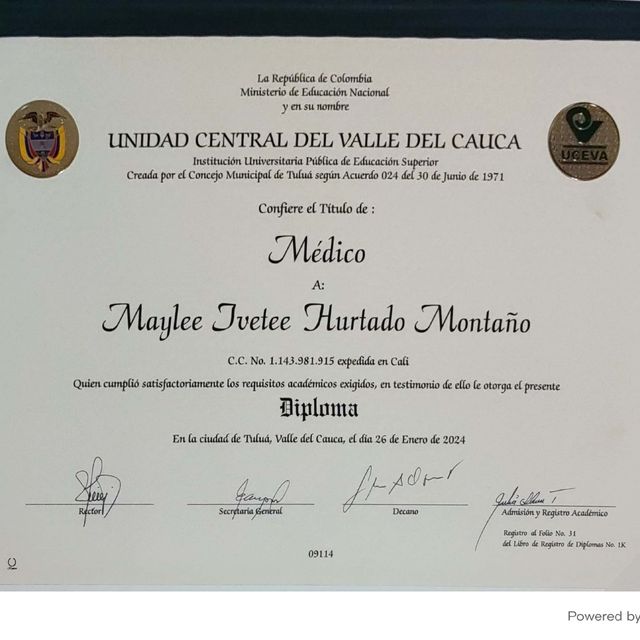 La República de Colombia
Ministerio de Educación Nacional
y en su nombre
UNIDAD CENTRAL DEL VALLE DEL CAUCA
UCEVA
Institución Universitaria Pública de Educación Superior
Creada por el Concejo Municipal de Tuluá según Acuerdo 024 del 30 de Junio de 1971
Confiere el Título de :
Médico
A:
Maylee Ivetee Hurtado Montaño
C.C. No. 1.143.981.915 expedida en Cali
Quien cumplió satisfactoriamente los requisitos académicos exigidos, en testimonio de ello le otorga el presente
Diploma
En la ciudad de Tuluá, Valle del Cauca, el día 26 de Enero de 2024
Rector
Secretaria General
Decano
Admisión y Registro Académico
Registro al Folio No. 31
del Libro de Registro de Diplomas No. 1K
09114
Powered by